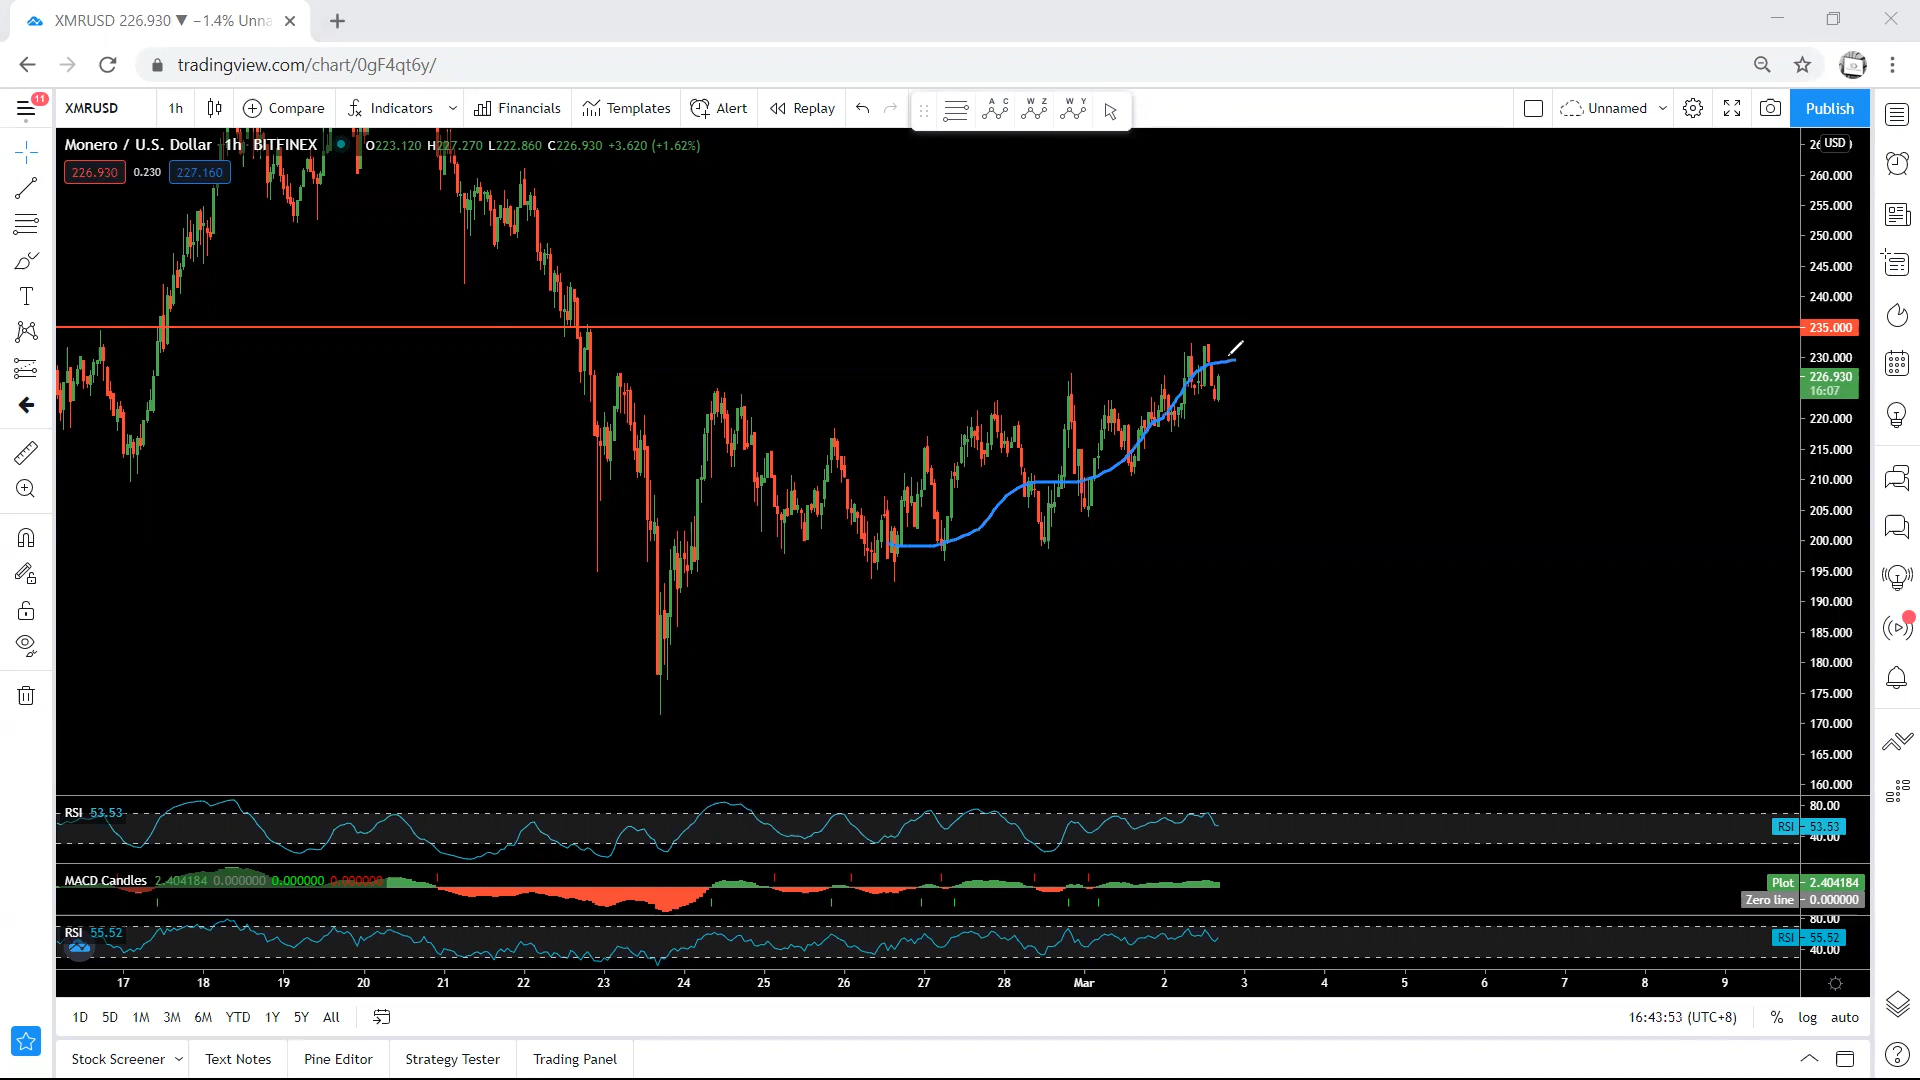 XMRUSD 226.930 ▼ −1.4% Unna
tradingview.com/chart/0gF4qt6y/
11
XMRUSD 1h Compare Indicators Financials Templates Alert Replay A C W Z W Y Unnamed Publish
Monero / U.S. Dollar 1h BITFINEX O223.120 H227.270 L222.860 C226.930 +3.620 (+1.62%)
226.930 0.230 227.160
USD
260.000
255.000
250.000
245.000
240.000
235.000
230.000
226.930
16:07
220.000
215.000
210.000
205.000
200.000
195.000
190.000
185.000
180.000
175.000
170.000
165.000
160.000
RSI 53.53
80.00
RSI 53.53
40.00
MACD Candles 2.404184 0.000000 0.000000 0.000000
Plot 2.404184
Zero line 0.000000
RSI 55.52
80.00
RSI 55.52
40.00
17 18 19 20 21 22 23 24 25 26 27 28 Mar 2 3 4 5 6 7 8 9
1D 5D 1M 3M 6M YTD 1Y 5Y All 16:43:53 (UTC+8) % log auto
Stock Screener Text Notes Pine Editor Strategy Tester Trading Panel